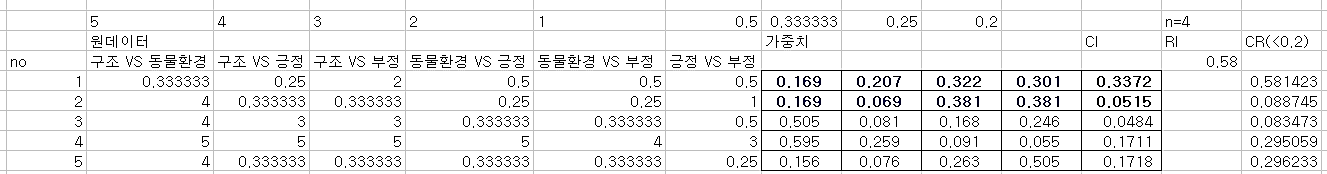 5 4 3 2 1 0.5 0.333333 0.25 0.2 n=4
원데이터 가중치 CI RI CR(<0.2)
no 구조 VS 동물환경 구조 VS 긍정 구조 VS 부정 동물환경 VS 긍정 동물환경 VS 부정 긍정 VS 부정 0.58
1 0.333333 0.25 2 0.5 0.5 0.5 0.169 0.207 0.322 0.301 0.3372 0.581423
2 4 0.333333 0.333333 0.25 0.25 1 0.169 0.069 0.381 0.381 0.0515 0.088745
3 4 3 3 0.333333 0.333333 0.5 0.505 0.081 0.168 0.246 0.0484 0.083473
4 5 5 5 5 4 3 0.595 0.259 0.091 0.055 0.1711 0.295059
5 4 0.333333 0.333333 0.333333 0.333333 0.25 0.156 0.076 0.263 0.505 0.1718 0.296233